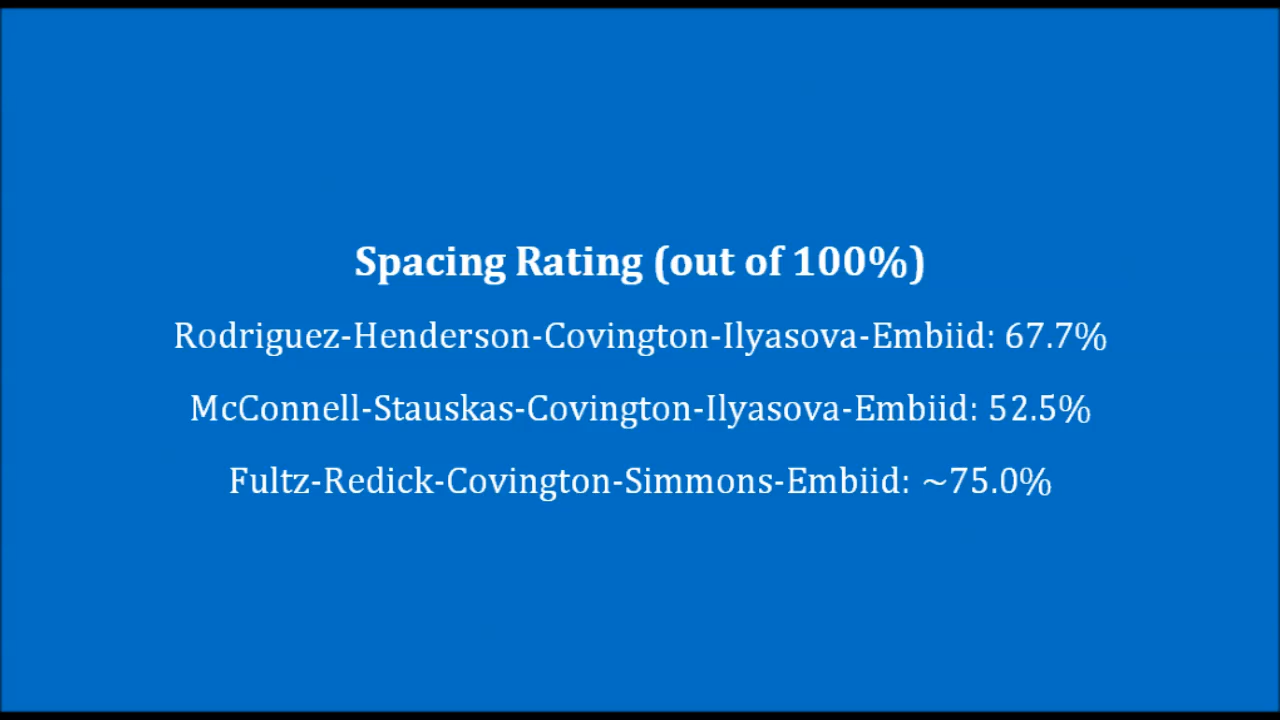 Spacing Rating (out of 100%)
Rodriguez-Henderson-Covington-Ilyasova-Embiid: 67.7%
McConnell-Stauskas-Covington-Ilyasova-Embiid: 52.5%
Fultz-Redick-Covington-Simmons-Embiid: ~75.0%